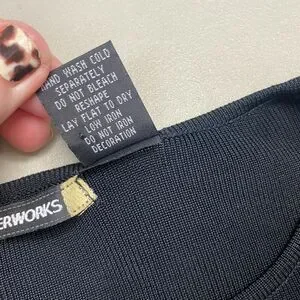 HAND WASH COLD
SEPARATELY
DO NOT BLEACH
RESHAPE
LAY FLAT TO DRY
LOW IRON
DO NOT IRON
DECORATION
ERWORKS